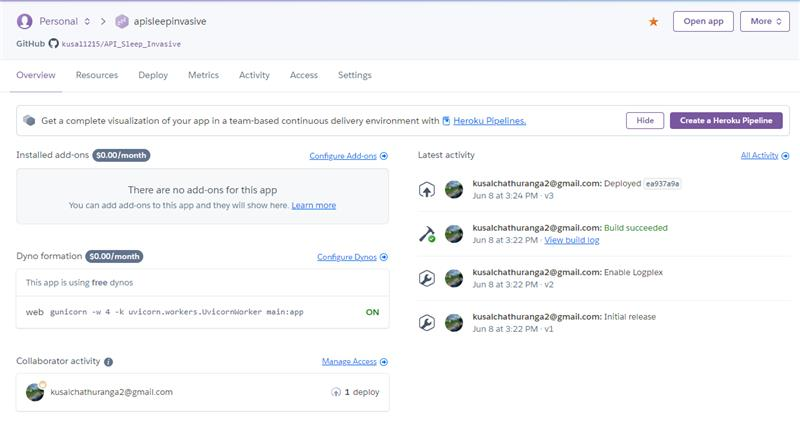 Personal
apisleepinvasive
Open app
More
GitHub kusal1215/API_Sleep_Invasive
Overview
Resources
Deploy
Metrics
Activity
Access
Settings
Get a complete visualization of your app in a team-based continuous delivery environment with Heroku Pipelines.
Hide
Create a Heroku Pipeline
Installed add-ons $0.00/month
Configure Add-ons
There are no add-ons for this app
You can add add-ons to this app and they will show here. Learn more
Dyno formation $0.00/month
Configure Dynos
This app is using free dynos
web gunicorn -w 4 -k uvicorn.workers.UvicornWorker main:app
ON
Collaborator activity
Manage Access
kusalchathuranga2@gmail.com
1 deploy
Latest activity
All Activity
kusalchathuranga2@gmail.com: Deployed ea937a9a
Jun 8 at 3:24 PM · v3
kusalchathuranga2@gmail.com: Build succeeded
Jun 8 at 3:22 PM · View build log
kusalchathuranga2@gmail.com: Enable Logplex
Jun 8 at 3:22 PM · v2
kusalchathuranga2@gmail.com: Initial release
Jun 8 at 3:22 PM · v1